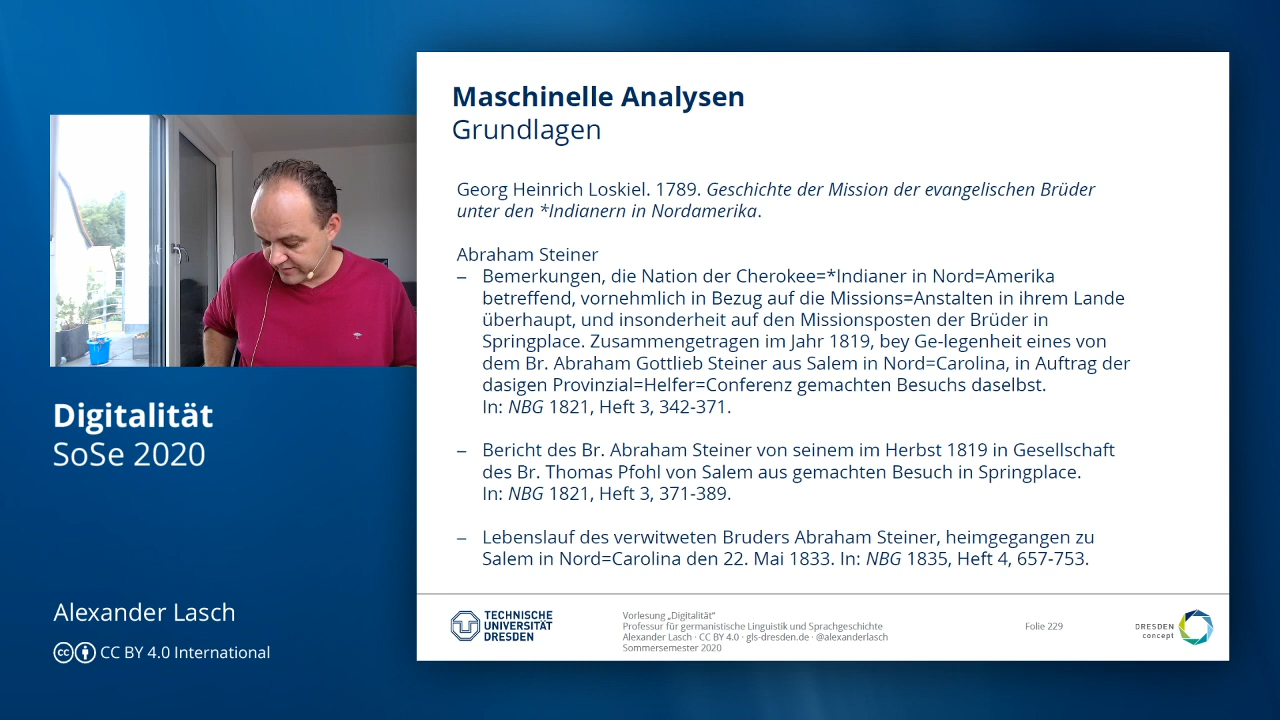 Maschinelle Analysen
Grundlagen
Georg Heinrich Loskiel. 1789. Geschichte der Mission der evangelischen Brüder
unter den *Indianern in Nordamerika.
Abraham Steiner
– Bemerkungen, die Nation der Cherokee=*Indianer in Nord=Amerika
betreffend, vornehmlich in Bezug auf die Missions=Anstalten in ihrem Lande
überhaupt, und insonderheit auf den Missionsposten der Brüder in
Springplace. Zusammengetragen im Jahr 1819, bey Ge-legenheit eines von
dem Br. Abraham Gottlieb Steiner aus Salem in Nord=Carolina, in Auftrag der
dasigen Provinzial=Helfer=Conferenz gemachten Besuchs daselbst.
In: NBG 1821, Heft 3, 342-371.
– Bericht des Br. Abraham Steiner von seinem im Herbst 1819 in Gesellschaft
des Br. Thomas Pfohl von Salem aus gemachten Besuch in Springplace.
In: NBG 1821, Heft 3, 371-389.
– Lebenslauf des verwitweten Bruders Abraham Steiner, heimgegangen zu
Salem in Nord=Carolina den 22. Mai 1833. In: NBG 1835, Heft 4, 657-753.
Digitalität
SoSe 2020
Alexander Lasch
CC BY 4.0 International
TECHNISCHE
UNIVERSITÄT
DRESDEN
Vorlesung „Digitalität“
Professur für germanistische Linguistik und Sprachgeschichte
Alexander Lasch · CC BY 4.0 · gls-dresden.de · @alexanderlasch
Sommersemester 2020
Folie 229
DRESDEN
concept